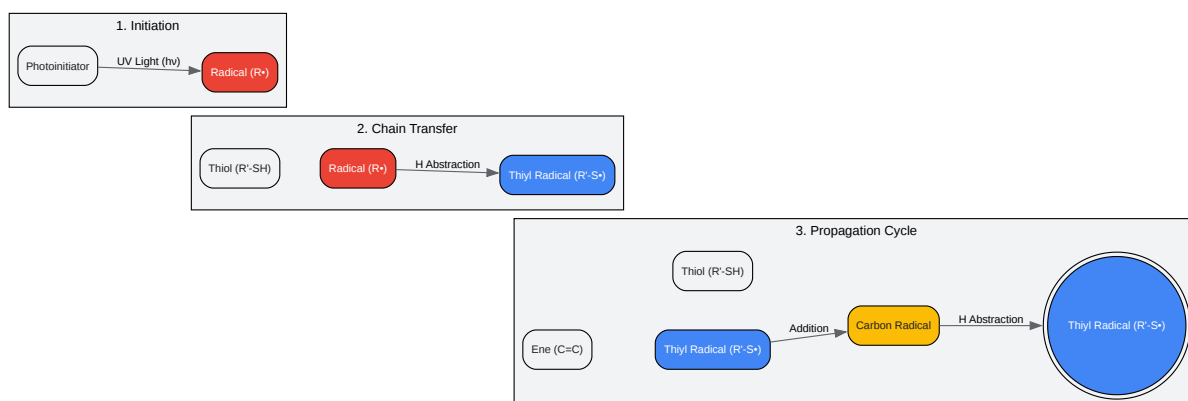 1. Initiation
Photoinitiator
UV Light (hν)
Radical (R•)
2. Chain Transfer
Thiol (R'-SH)
Radical (R•)
H Abstraction
Thiyl Radical (R'-S•)
3. Propagation Cycle
Thiol (R'-SH)
Ene (C=C)
Thiyl Radical (R'-S•)
Addition
Carbon Radical
H Abstraction
Thiyl Radical (R'-S•)